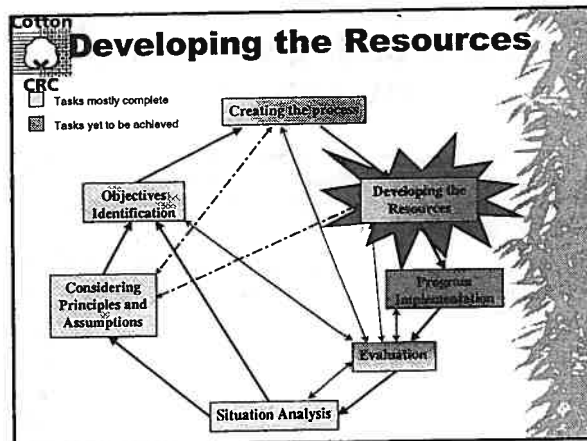 Cotton
CRC
Developing the Resources
Tasks mostly complete
Tasks yet to be achieved
Creating the process
Developing the
Resources
Objectives
Identification
Program
Implementation
Considering
Principles and
Assumptions
Evaluation
Situation Analysis